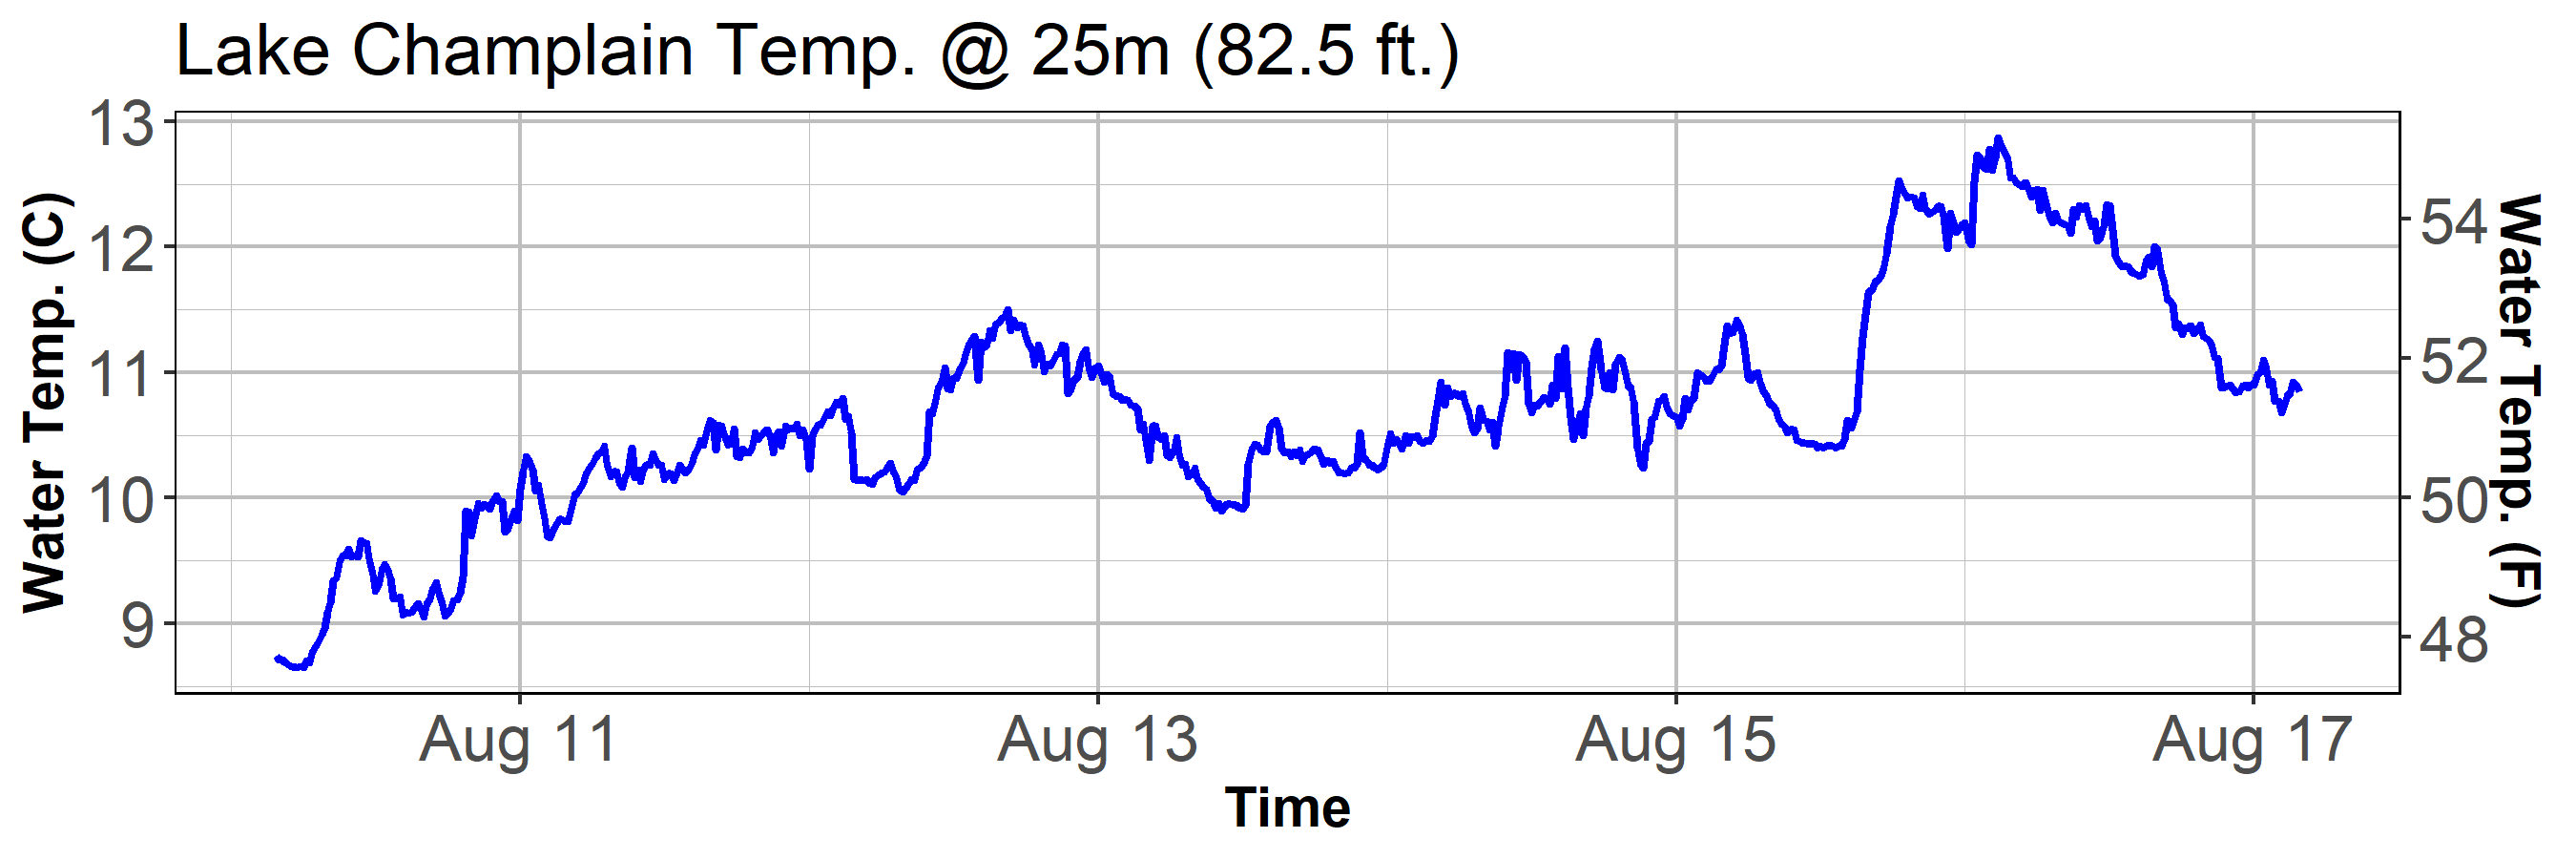 Lake Champlain Temp. @ 25m (82.5 ft.)
Water Temp. (C)
13
12
11
10
9
54
52
50
48
Water Temp. (F)
Aug 11 Aug 13 Aug 15 Aug 17
Time